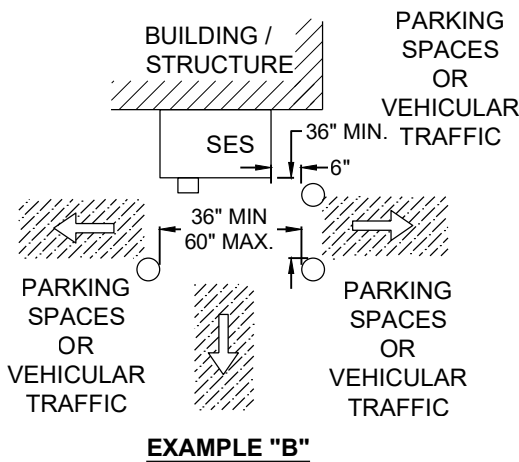 BUILDING /
STRUCTURE
PARKING
SPACES
OR
VEHICULAR
TRAFFIC
SES
36" MIN.
6"
36" MIN
60" MAX.
PARKING
SPACES
OR
VEHICULAR
TRAFFIC
PARKING
SPACES
OR
VEHICULAR
TRAFFIC
EXAMPLE "B"